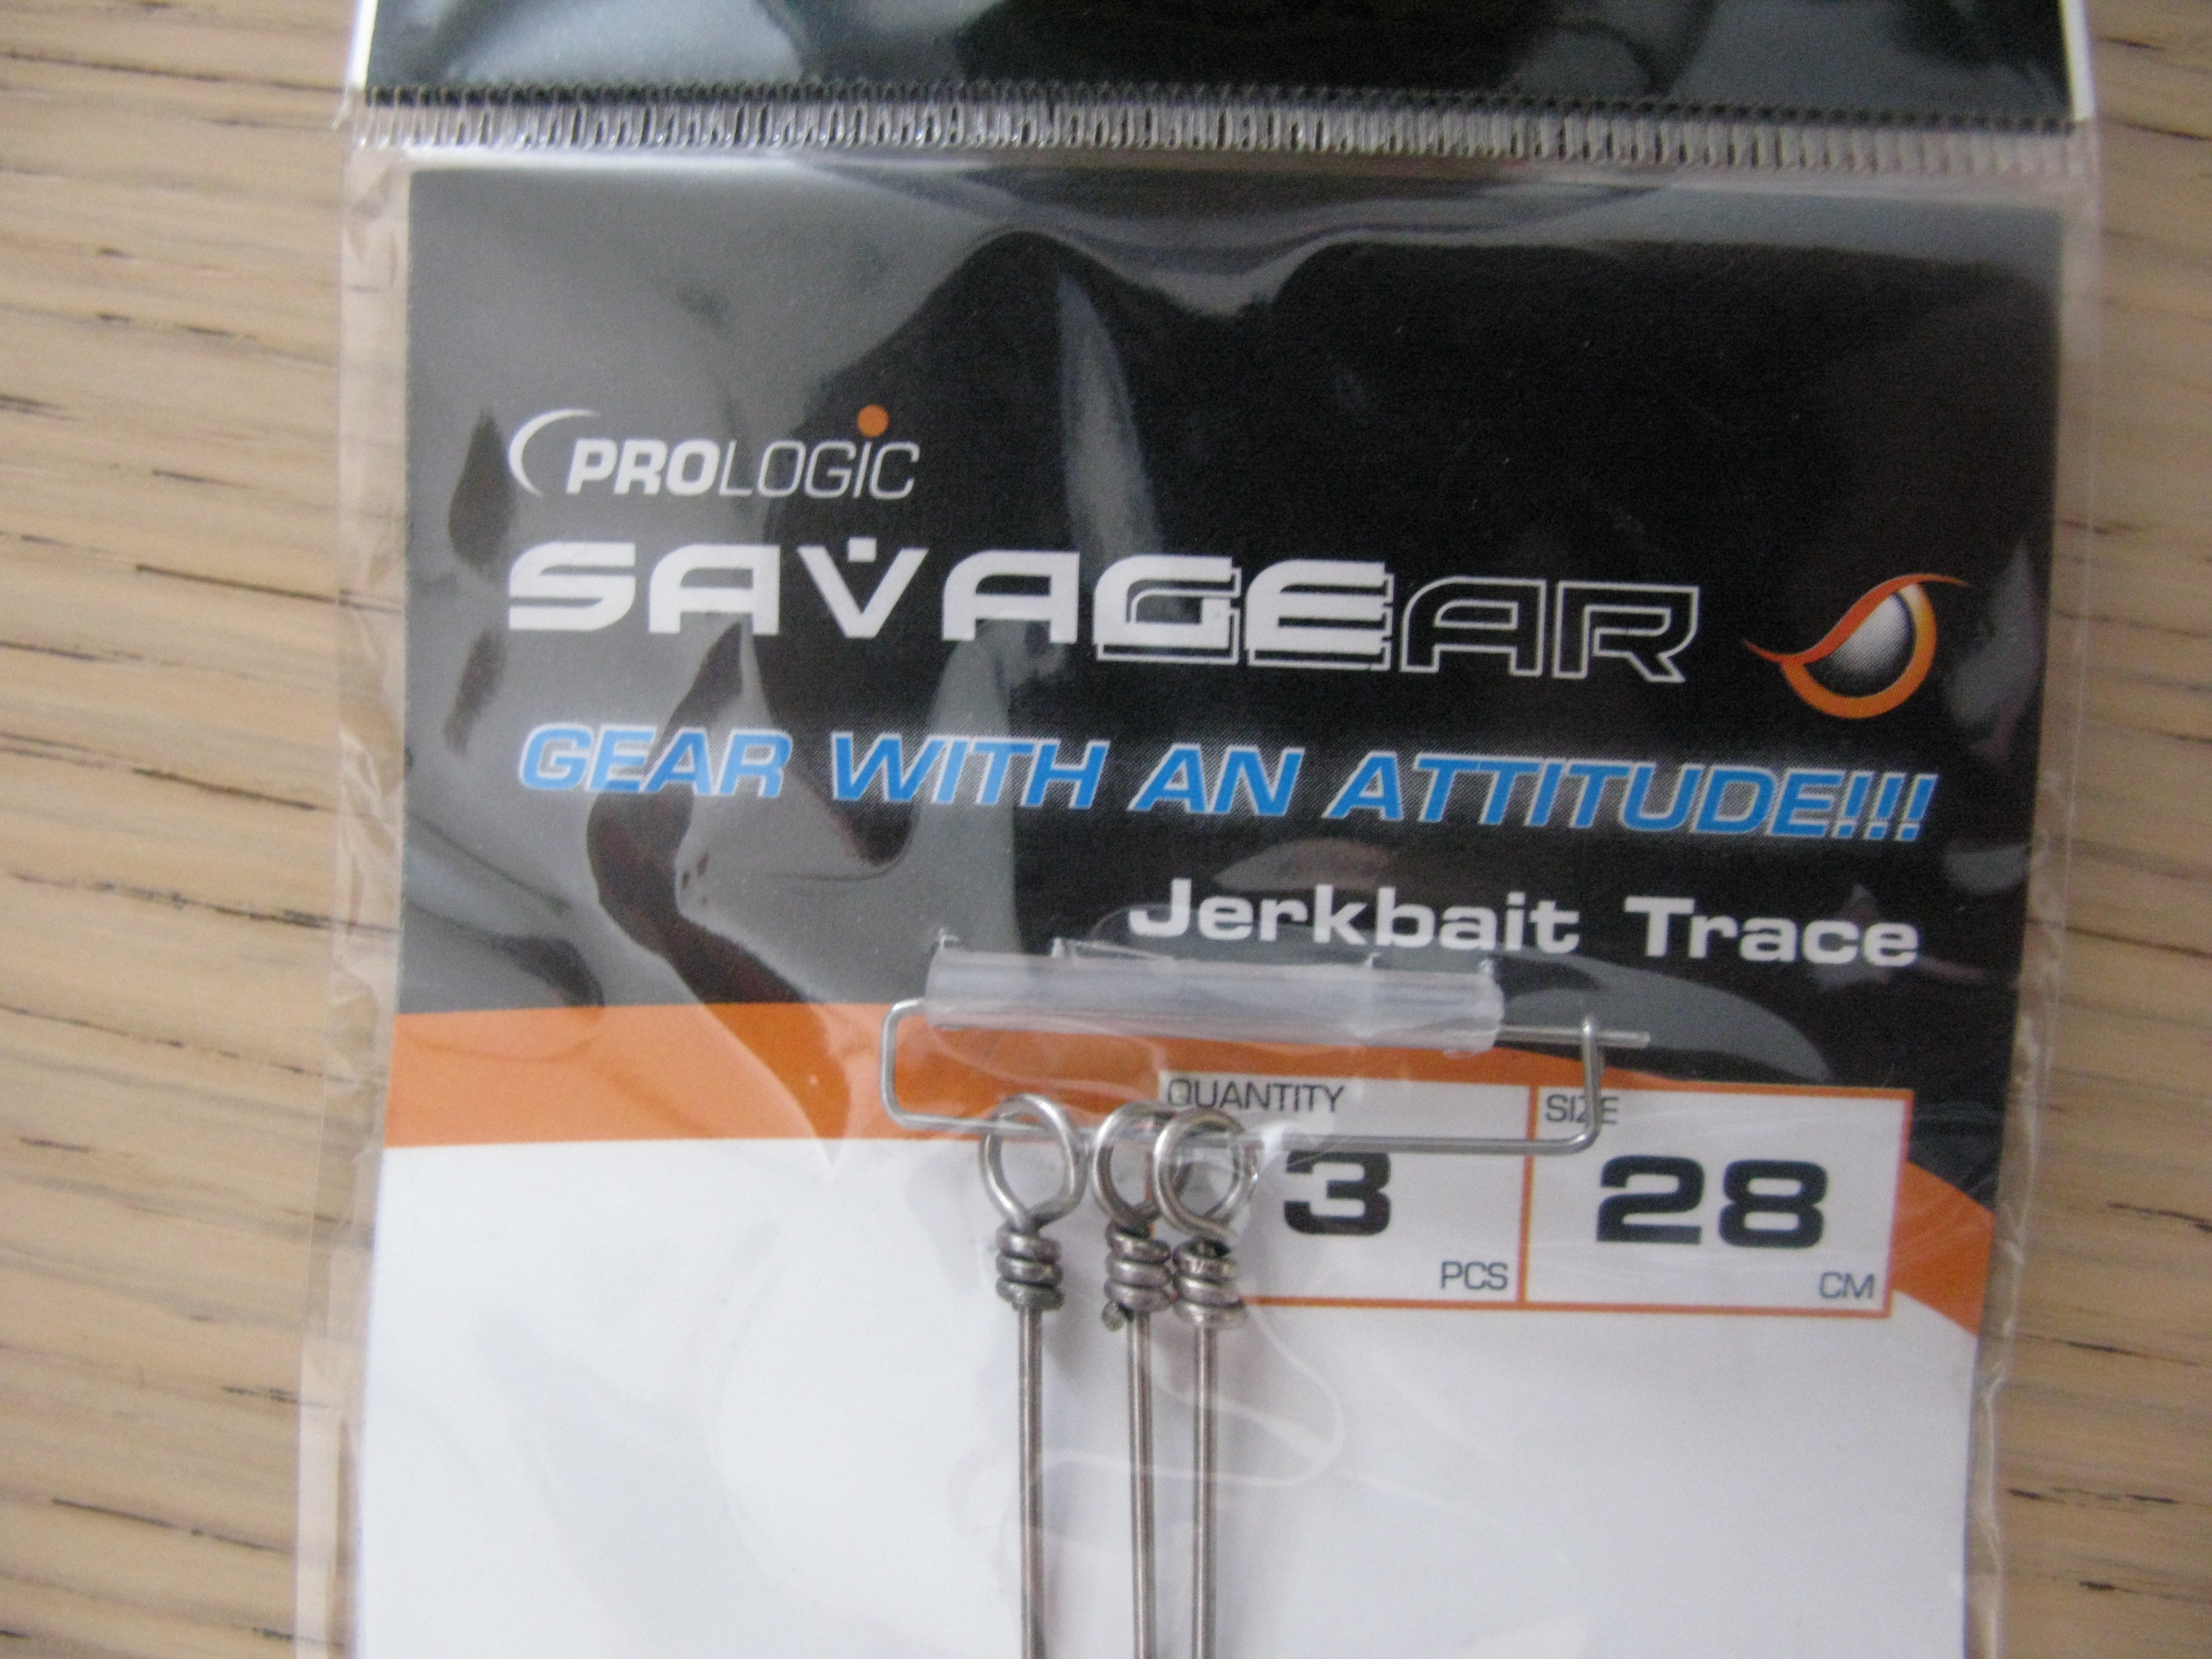 PROLOGIC
SAVAGEAR
GEAR WITH AN ATTITUDE!!!
Jerkbait Trace
QUANTITY
3
PCS
SIZE
28
CM